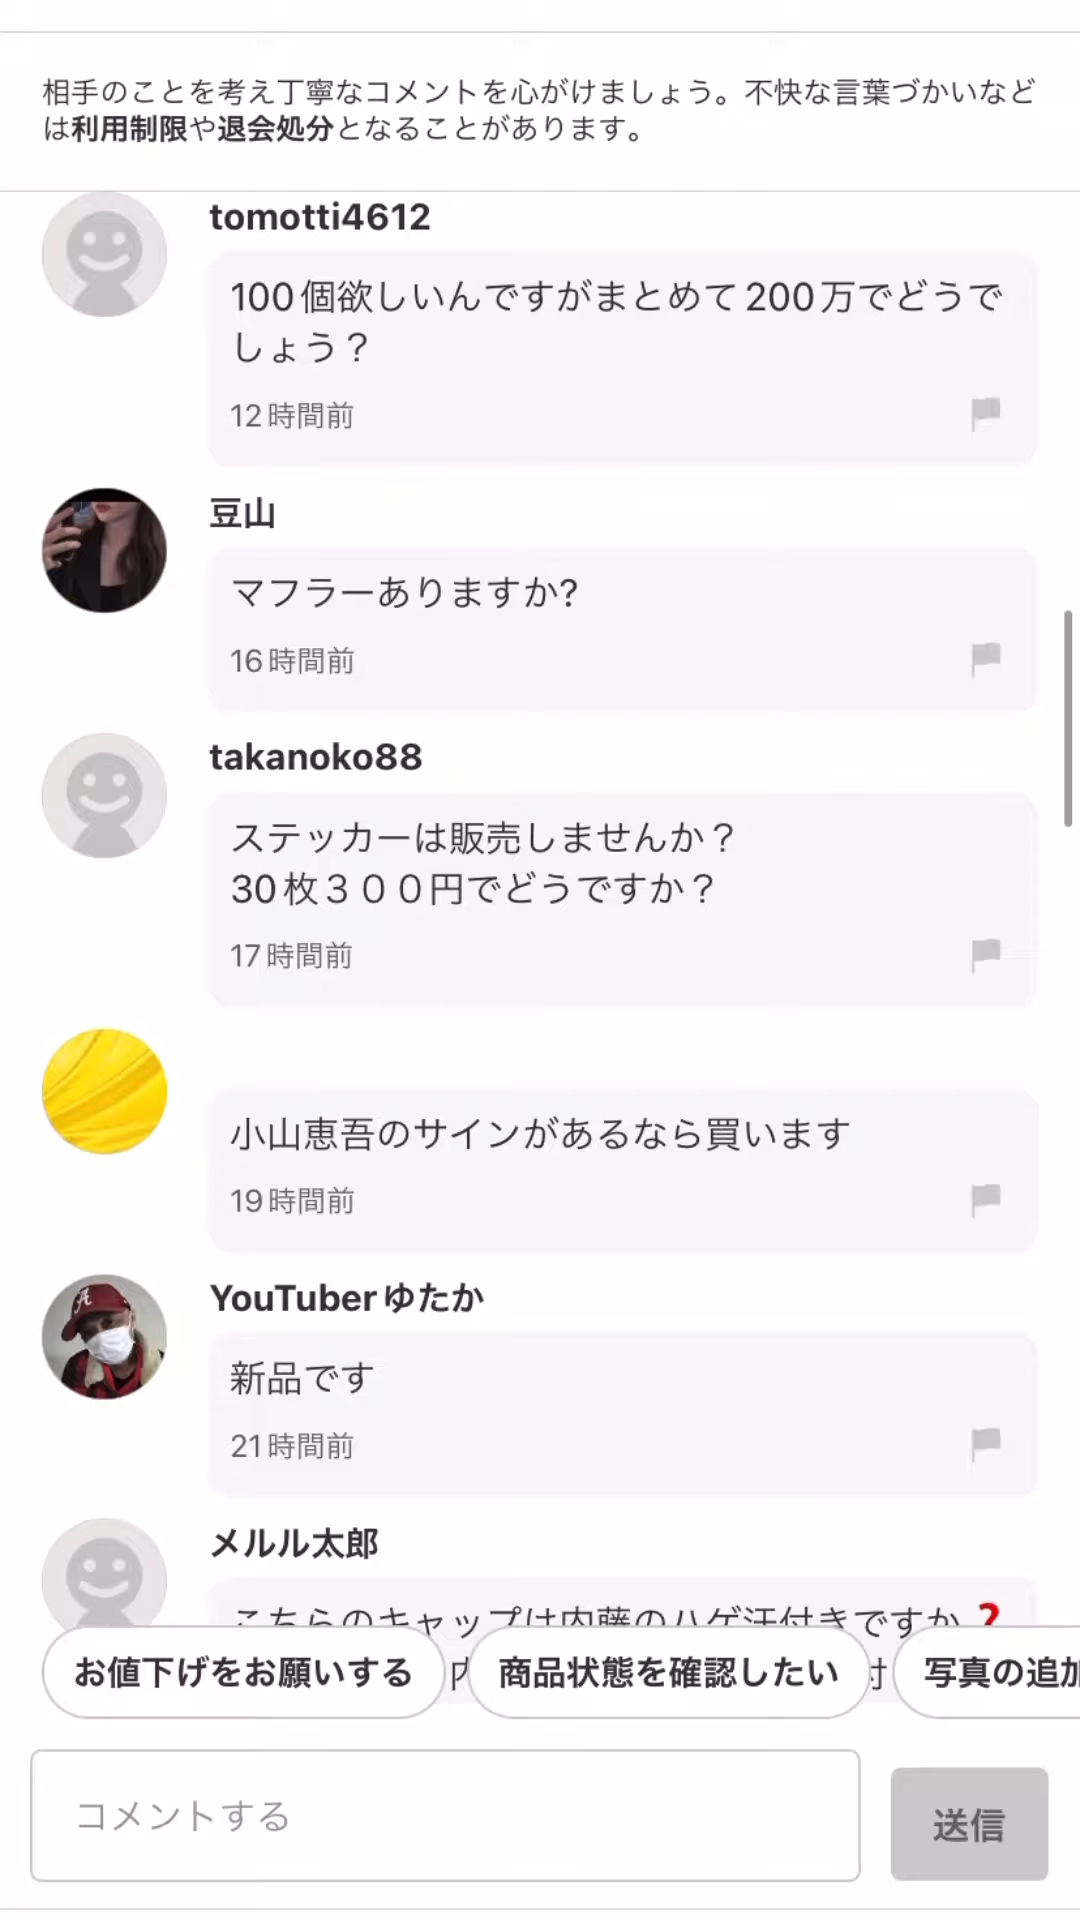 相手のことを考え丁寧なコメントを心がけましょう。不快な言葉づかいなど
は利用制限や退会処分となることがあります。
tomotti4612
100個欲しいんですがまとめて200万でどうで
しょう？
12時間前
豆山
マフラーありますか?
16時間前
takanoko88
ステッカーは販売しませんか？
30枚３００円でどうですか？
17時間前
小山恵吾のサインがあるなら買います
19時間前
YouTuberゆたか
新品です
21時間前
メルル太郎
こちらのキャップは内藤のハゲ汗付きですか❓
お値下げをお願いする
商品状態を確認したい
写真の追加
コメントする
送信